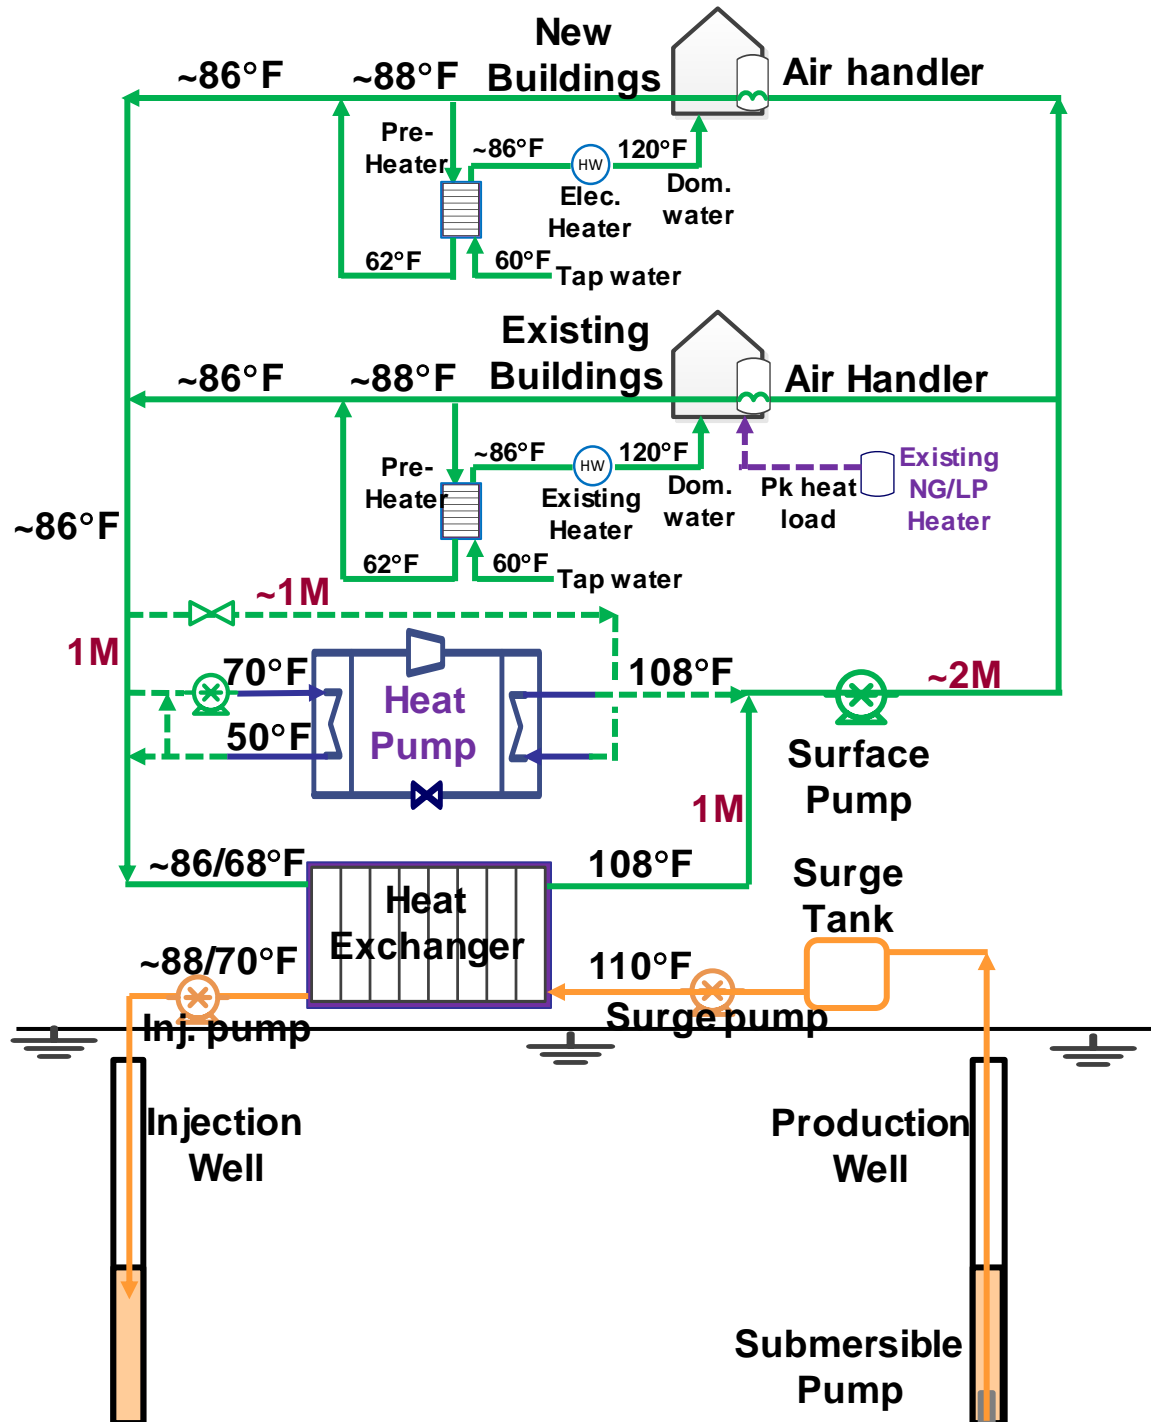 New
Buildings
Air handler
~86°F
~88°F
Pre-
Heater
~86°F
HW
120°F
Elec.
Heater
Dom.
water
62°F
60°F
Tap water
Existing
Buildings
Air Handler
~86°F
~88°F
Pre-
Heater
~86°F
HW
120°F
Existing
Heater
Dom.
water
Pk heat
load
Existing
NG/LP
Heater
62°F
60°F
Tap water
~86°F
~1M
1M
70°F
50°F
Heat
Pump
108°F
~2M
Surface
Pump
1M
~86/68°F
Heat
Exchanger
108°F
Surge
Tank
~88/70°F
110°F
Inj. pump
Surge pump
Injection
Well
Production
Well
Submersible
Pump